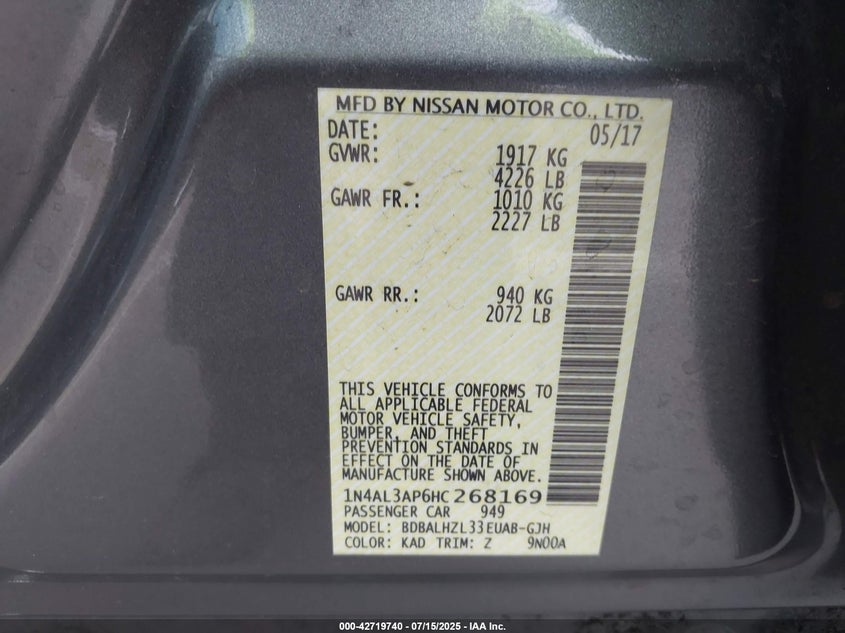 MFD BY NISSAN MOTOR CO., LTD.
DATE: 05/17
GVWR: 1917 KG
4226 LB
GAWR FR.: 1010 KG
2227 LB
GAWR RR.: 940 KG
2072 LB
THIS VEHICLE CONFORMS TO
ALL APPLICABLE FEDERAL
MOTOR VEHICLE SAFETY,
BUMPER, AND THEFT
PREVENTION STANDARDS IN
EFFECT ON THE DATE OF
MANUFACTURE SHOWN ABOVE.
1N4AL3AP6HC268169
PASSENGER CAR 949
MODEL: BDBALHZL33EUAB-GJH
COLOR: KAD TRIM: Z 9N00A
000-42719740 - 07/15/2025 - IAA Inc.